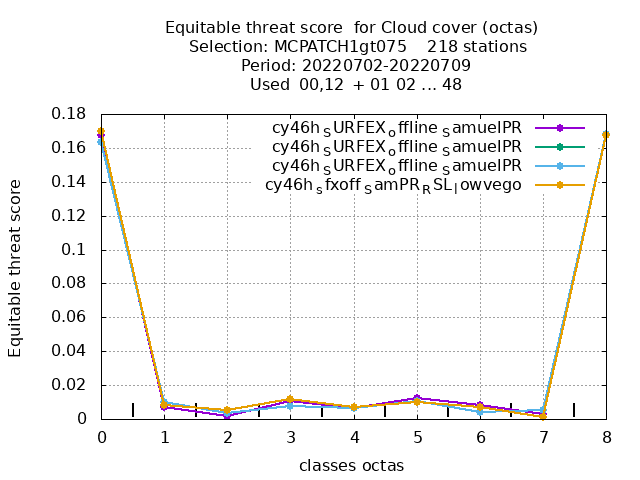 Equitable threat score  for Cloud cover (octas)
Selection: MCPATCH1gt075    218 stations
Period: 20220702-20220709
Used  00,12  + 01 02 ... 48
cy46h_SURFEX_offline_SamuelPR
cy46h_SURFEX_offline_SamuelPR
cy46h_SURFEX_offline_SamuelPR
cy46h_sfxoff_SamPR_RSL_lowvego
0.18
0.16
0.14
0.12
0.1
0.08
0.06
0.04
0.02
0
Equitable threat score
0 1 2 3 4 5 6 7 8
classes octas